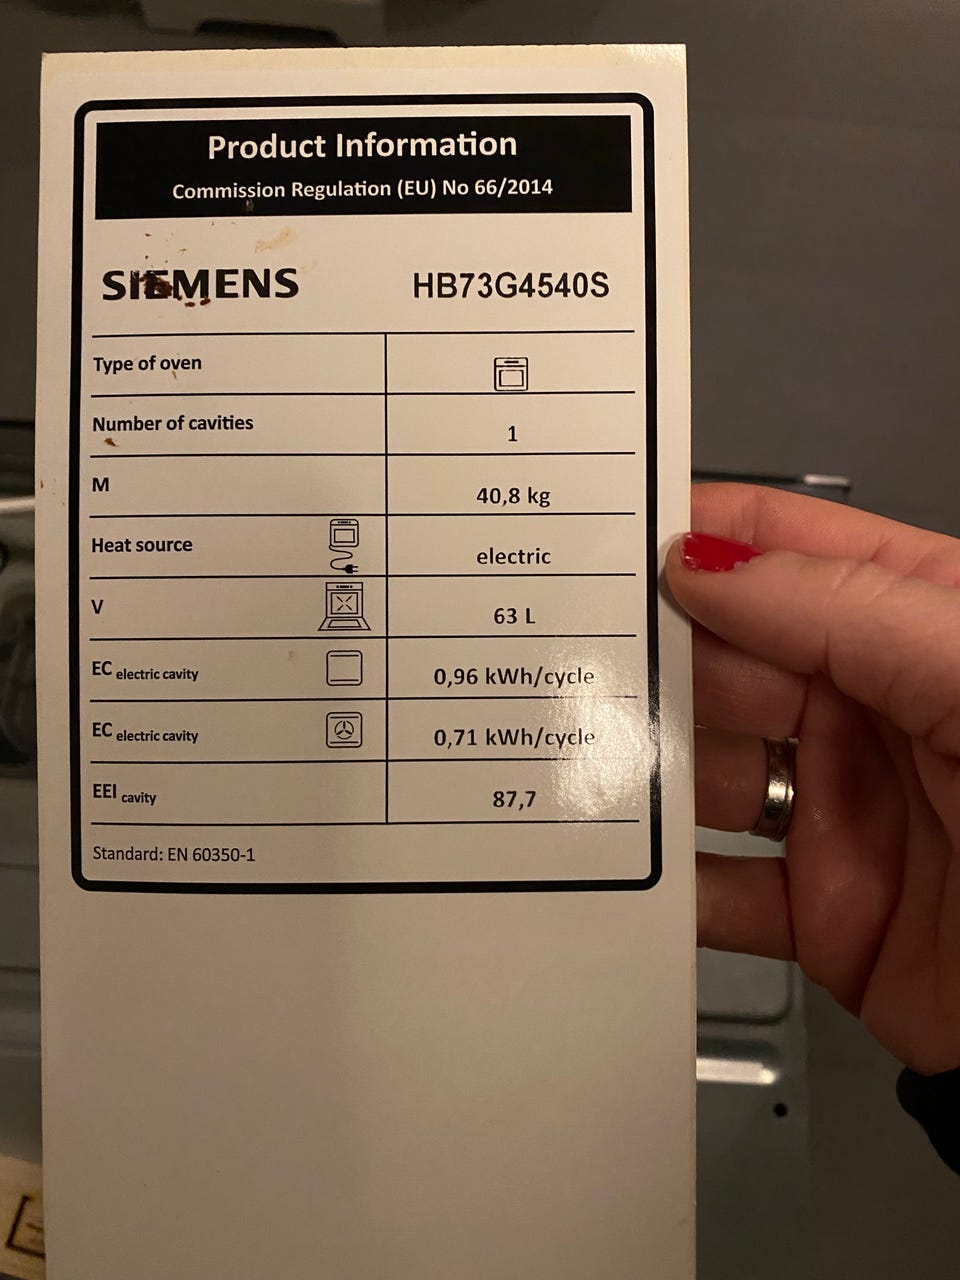 Product Information
Commission Regulation (EU) No 66/2014
SIEMENS HB73G4540S
Type of oven
Number of cavities 1
M 40,8 kg
Heat source electric
V 63 L
EC electric cavity 0,96 kWh/cycle
EC electric cavity 0,71 kWh/cycle
EEI cavity 87,7
Standard: EN 60350-1